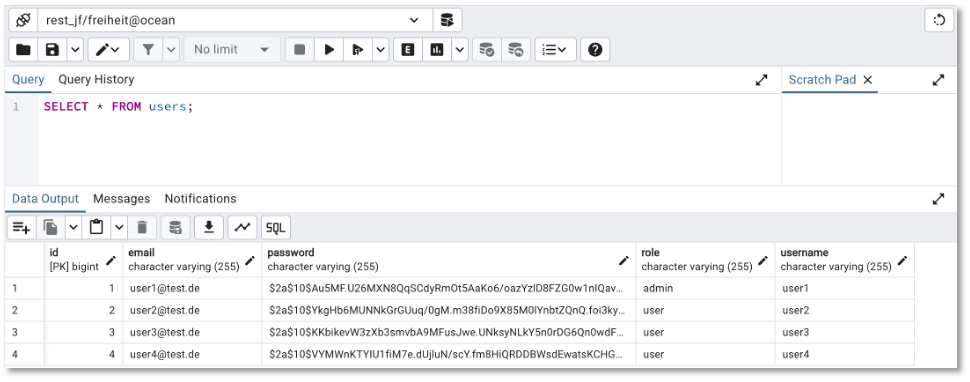 rest_jf/freiheit@ocean
No limit
Query Query History Scratch Pad
1 SELECT * FROM users;
Data Output Messages Notifications
SQL
id email password role username
[PK] bigint character varying (255) character varying (255) character varying (255) character varying (255)
1 1 user1@test.de $2a$10$Au5MF.U26MXN8QqSCdyRmOt5AaKo6/oazYzlD8FZG0w1nIQav... admin user1
2 2 user2@test.de $2a$10$YkgHb6MUNNkGrGUuq/0gM.m38fiDo9X85M0lYnbtZQnQ.foi3ky... user user2
3 3 user3@test.de $2a$10$KKbikevW3zXb3smvbA9MFusJwe.UNksyNLkY5n0rDG6Qn0wdF... user user3
4 4 user4@test.de $2a$10$VYMWnKTYIU1fiM7e.dUjluN/scY.fm8HiQRDDBWsdEwatsKCHG... user user4